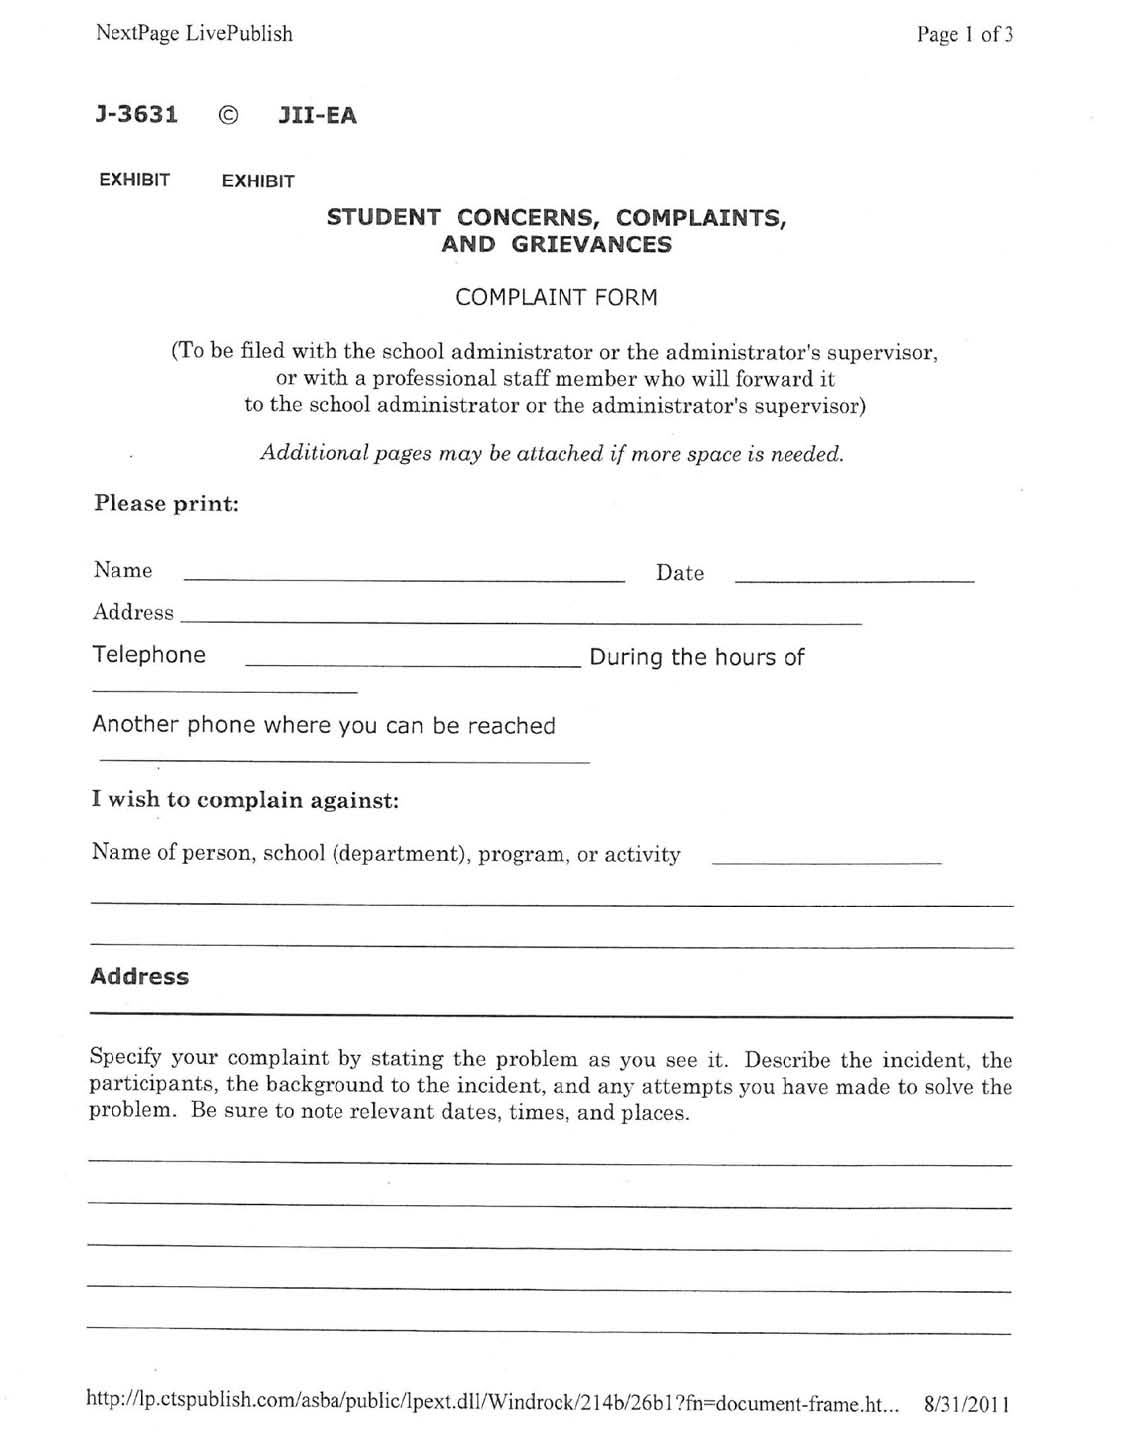 NextPage LivePublish Page 1 of 3
J-3631 © JII-EA
EXHIBIT EXHIBIT
STUDENT CONCERNS, COMPLAINTS,
AND GRIEVANCES
COMPLAINT FORM
(To be filed with the school administrator or the administrator's supervisor,
or with a professional staff member who will forward it
to the school administrator or the administrator's supervisor)
Additional pages may be attached if more space is needed.
Please print:
Name Date
Address
Telephone During the hours of
Another phone where you can be reached
I wish to complain against:
Name of person, school (department), program, or activity
Address
Specify your complaint by stating the problem as you see it. Describe the incident, the
participants, the background to the incident, and any attempts you have made to solve the
problem. Be sure to note relevant dates, times, and places.
http://lp.ctspublish.com/asba/public/lpext.dll/Windrock/214b/26b1?fn=document-frame.ht... 8/31/2011